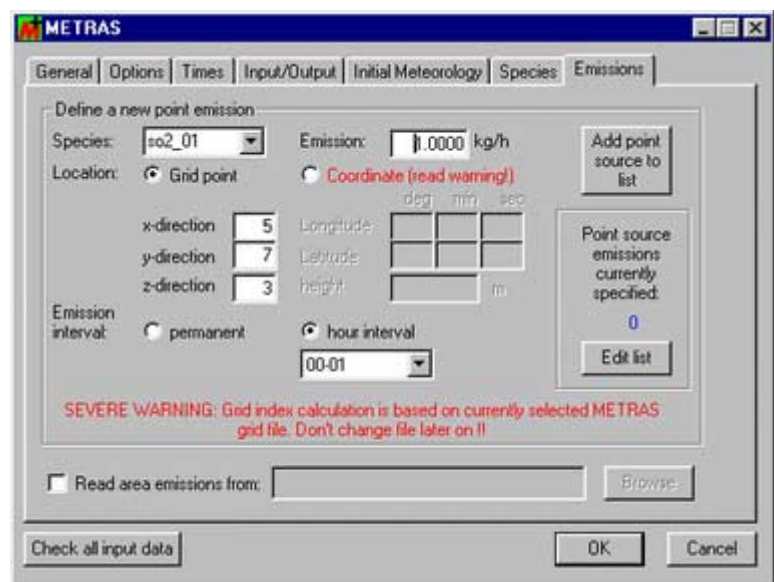 METRAS
General Options Times Input/Output Initial Meteorology Species Emissions
Define a new point emission
Species: so2_01 Emission: 1.0000 kg/h
Add point source to list
Location: Grid point Coordinate (read warning!)
deg min sec
x-direction 5 Longitude
y-direction 7 Latitude
z-direction 3 height m
Point source emissions currently specified:
0
Edit list
Emission interval: permanent hour interval
00-01
SEVERE WARNING: Grid index calculation is based on currently selected METRAS
grid file. Don't change file later on !!
Read area emissions from: Browse
Check all input data OK Cancel